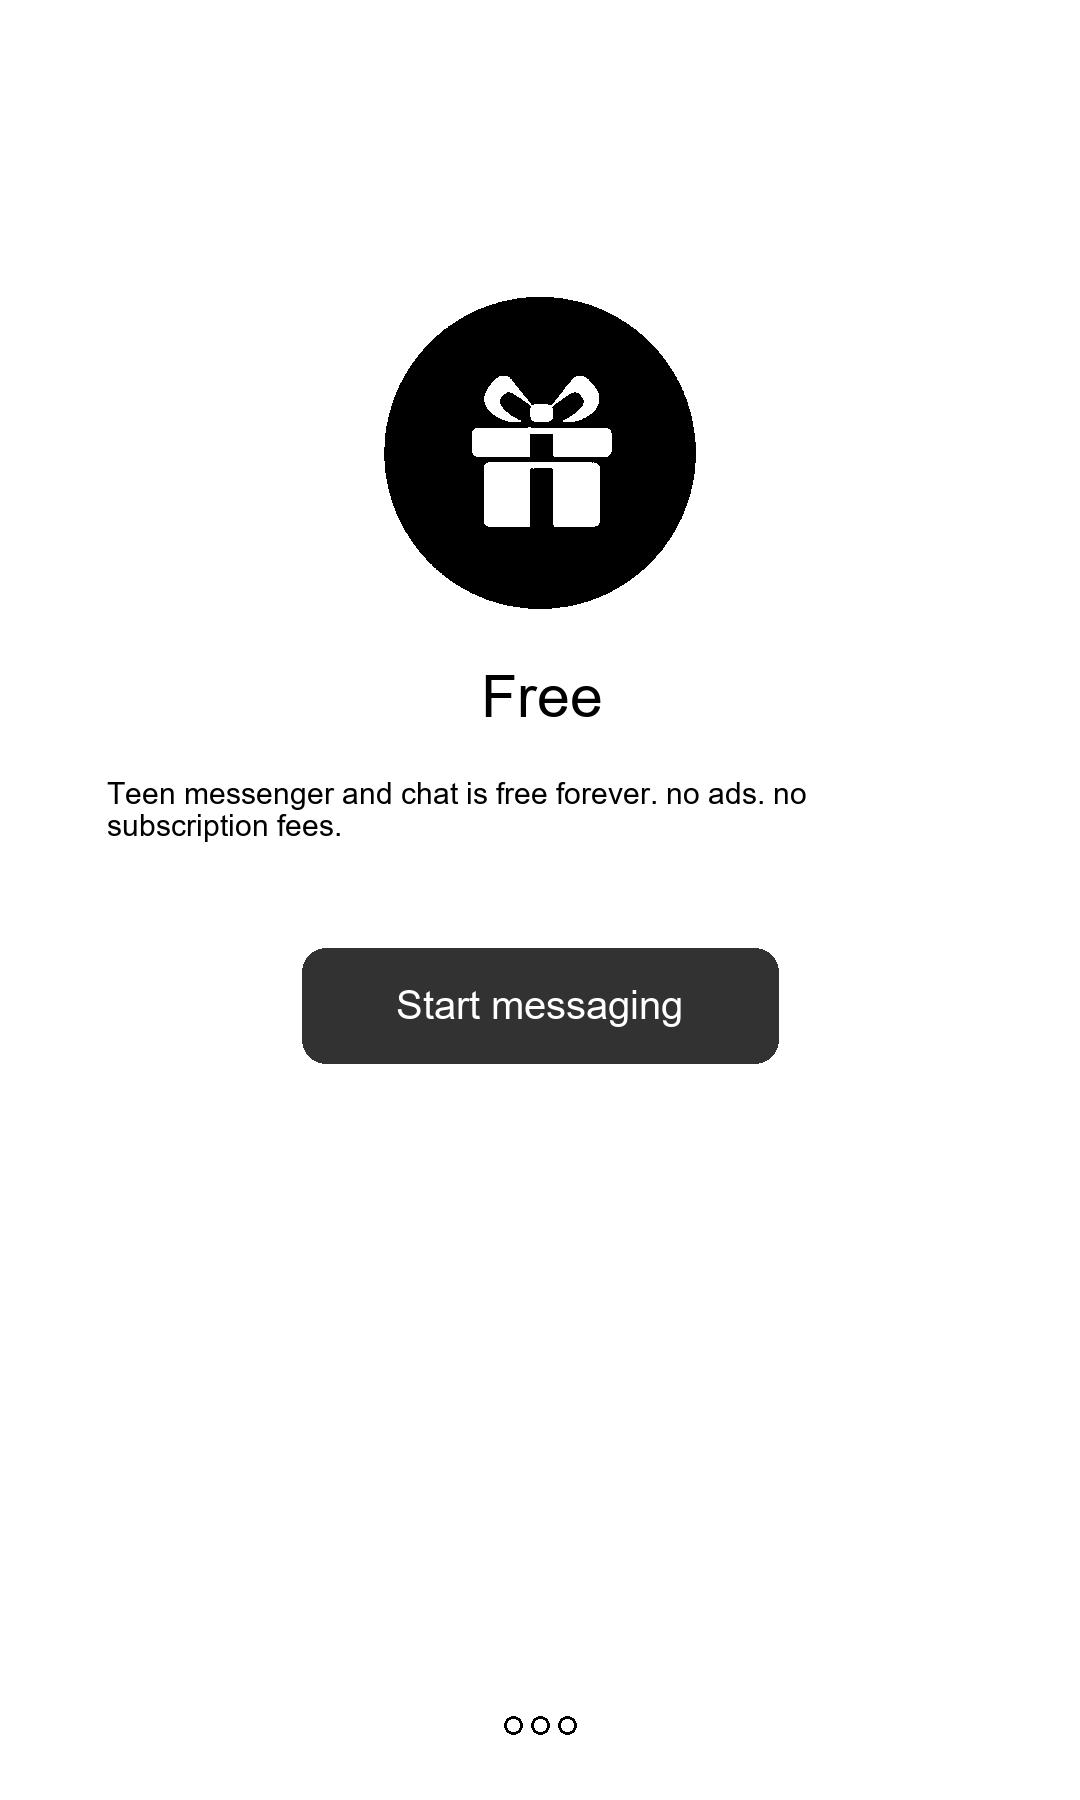 Free
Teen messenger and chat is free forever. no ads. no
subscription fees.
Start messaging